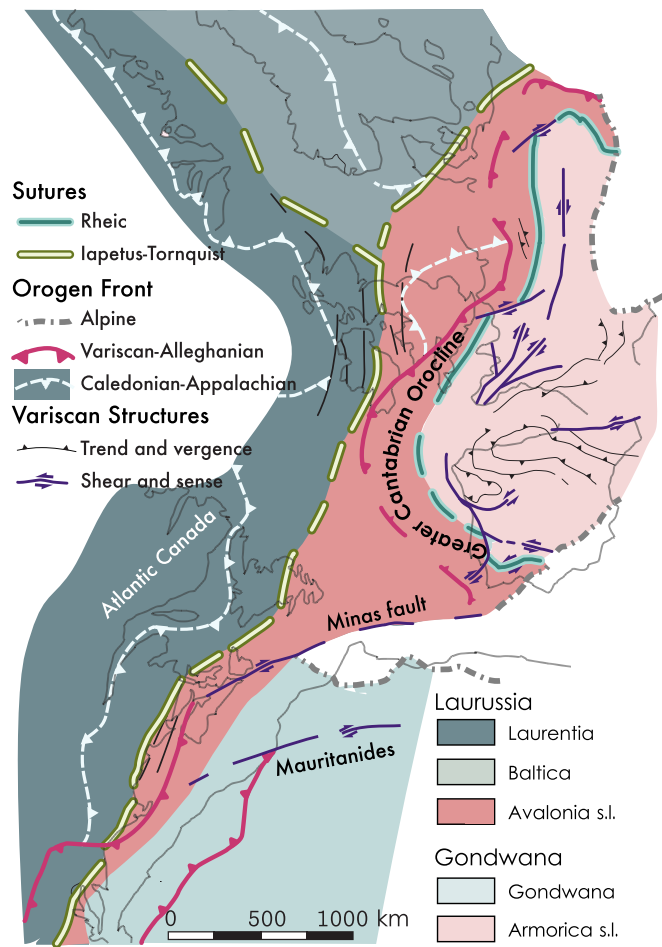 Sutures
Rheic
Iapetus-Tornquist
Orogen Front
Alpine
Variscan-Alleghanian
Caledonian-Appalachian
Variscan Structures
Trend and vergence
Shear and sense
Greater Cantabrian Orocline
Atlantic Canada
Minas fault
Mauritanides
Laurussia
Laurentia
Baltica
Avalonia s.l.
Gondwana
Gondwana
Armorica s.l.
0 500 1000 km